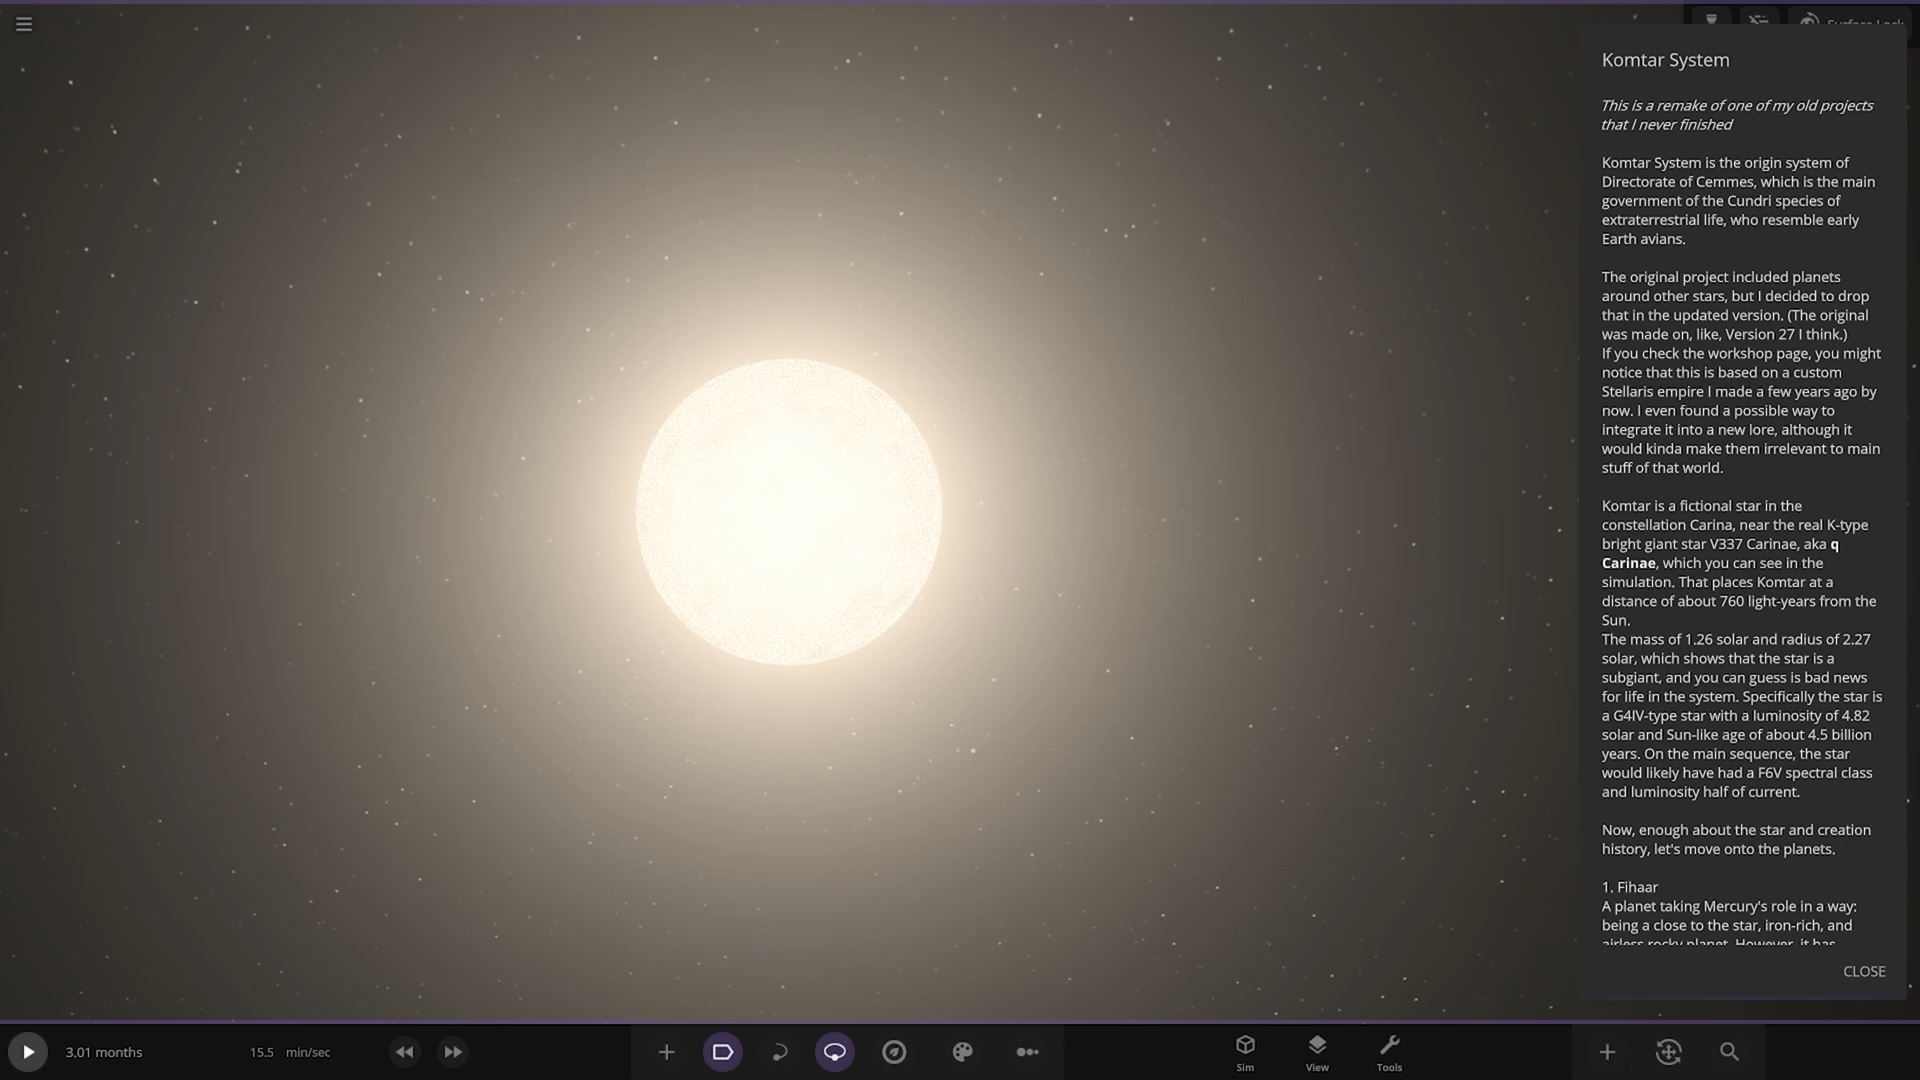 Surface Lock
Komtar System
This is a remake of one of my old projects
that I never finished
Komtar System is the origin system of
Directorate of Cemmes, which is the main
government of the Cundri species of
extraterrestrial life, who resemble early
Earth avians.
The original project included planets
around other stars, but I decided to drop
that in the updated version. (The original
was made on, like, Version 27 I think.)
If you check the workshop page, you might
notice that this is based on a custom
Stellaris empire I made a few years ago by
now. I even found a possible way to
integrate it into a new lore, although it
would kinda make them irrelevant to main
stuff of that world.
Komtar is a fictional star in the
constellation Carina, near the real K-type
bright giant star V337 Carinae, aka q
Carinae, which you can see in the
simulation. That places Komtar at a
distance of about 760 light-years from the
Sun.
The mass of 1.26 solar and radius of 2.27
solar, which shows that the star is a
subgiant, and you can guess is bad news
for life in the system. Specifically the star is
a G4IV-type star with a luminosity of 4.82
solar and Sun-like age of about 4.5 billion
years. On the main sequence, the star
would likely have had a F6V spectral class
and luminosity half of current.
Now, enough about the star and creation
history, let's move onto the planets.
1. Fihaar
A planet taking Mercury's role in a way:
being a close to the star, iron-rich, and
airless rocky planet. However, it has
CLOSE
3.01 months
15.5 min/sec
Sim
View
Tools